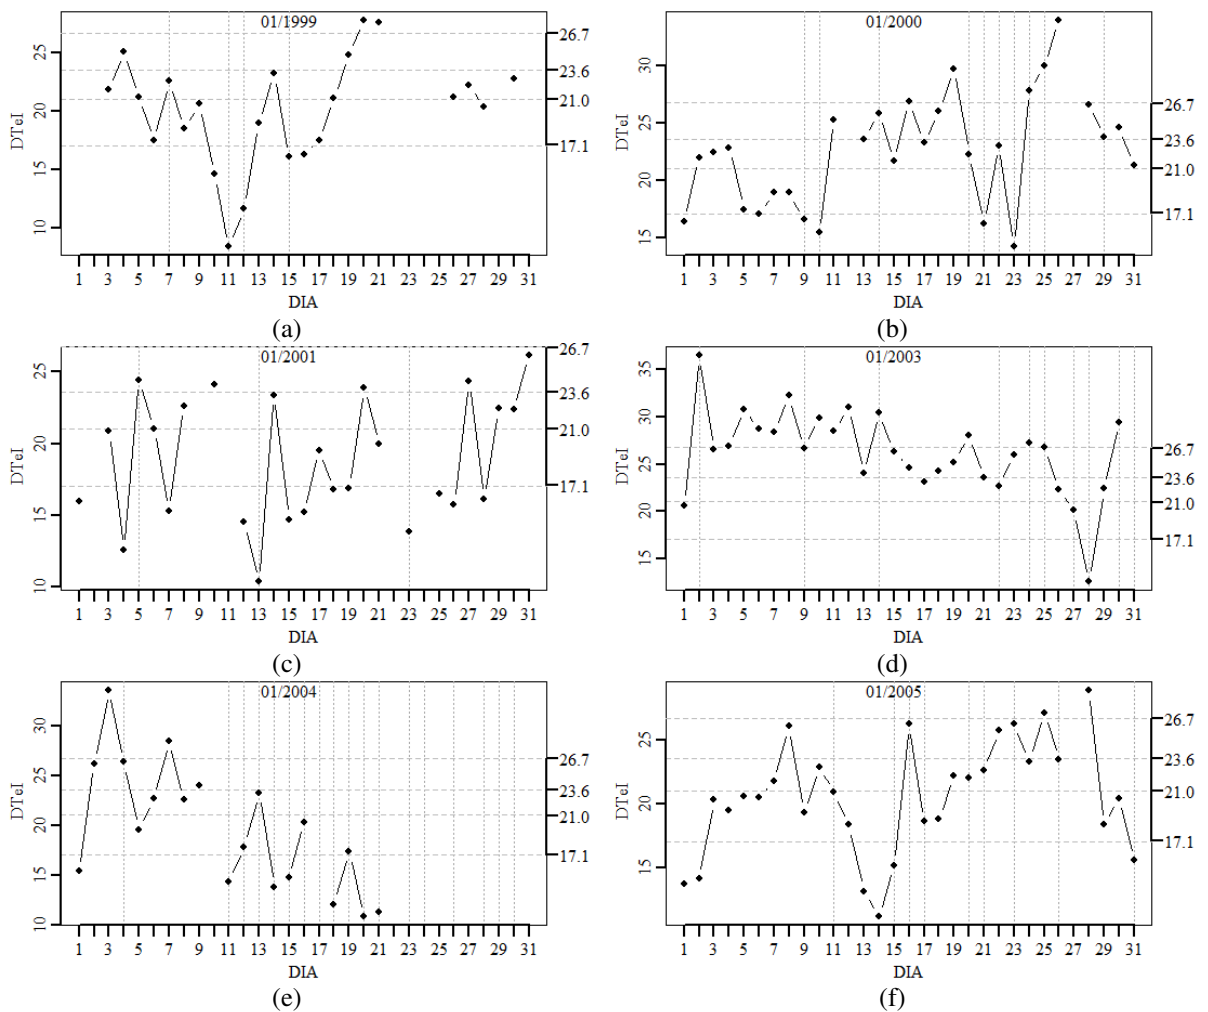 01/1999
DTeI
10 15 20 25
17.1 21.0 23.6 26.7
1 3 5 7 9 11 13 15 17 19 21 23 25 27 29 31
DIA
(a)
01/2000
DTeI
15 20 25 30
17.1 21.0 23.6 26.7
1 3 5 7 9 11 13 15 17 19 21 23 25 27 29 31
DIA
(b)
01/2001
DTeI
10 15 20 25
17.1 21.0 23.6 26.7
1 3 5 7 9 11 13 15 17 19 21 23 25 27 29 31
DIA
(c)
01/2003
DTeI
15 20 25 30 35
17.1 21.0 23.6 26.7
1 3 5 7 9 11 13 15 17 19 21 23 25 27 29 31
DIA
(d)
01/2004
DTeI
10 15 20 25 30
17.1 21.0 23.6 26.7
1 3 5 7 9 11 13 15 17 19 21 23 25 27 29 31
DIA
(e)
01/2005
DTeI
15 20 25
17.1 21.0 23.6 26.7
1 3 5 7 9 11 13 15 17 19 21 23 25 27 29 31
DIA
(f)